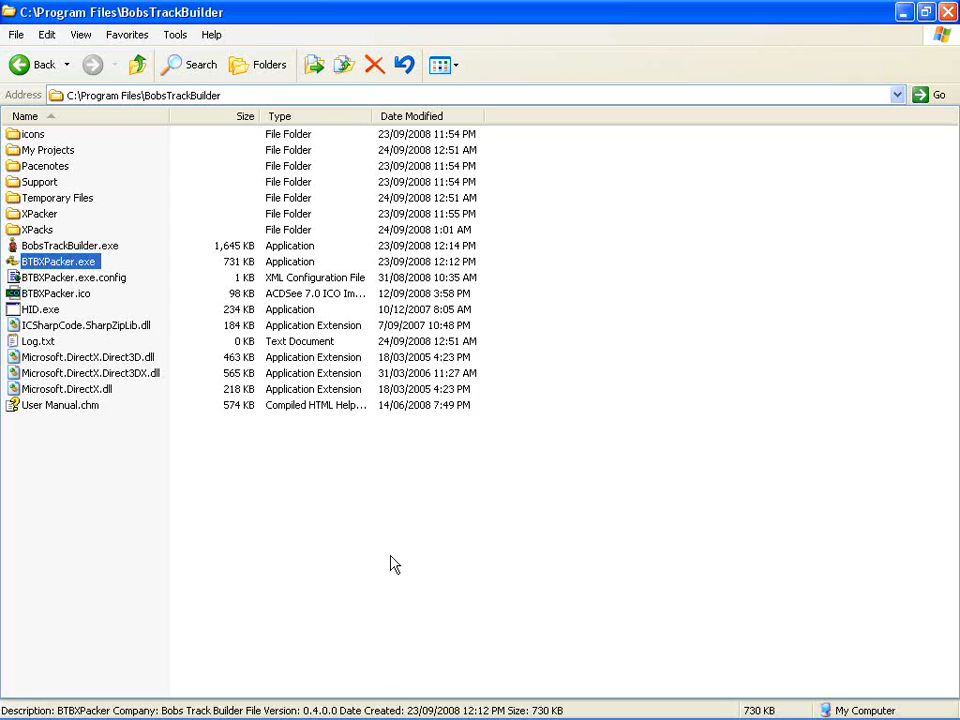 C:\Program Files\BobsTrackBuilder
File Edit View Favorites Tools Help
Back Search Folders
Address C:\Program Files\BobsTrackBuilder Go
Name Size Type Date Modified
icons File Folder 23/09/2008 11:54 PM
My Projects File Folder 24/09/2008 12:51 AM
Pacenotes File Folder 23/09/2008 11:54 PM
Support File Folder 23/09/2008 11:54 PM
Temporary Files File Folder 24/09/2008 12:51 AM
XPacker File Folder 23/09/2008 11:55 PM
XPacks File Folder 24/09/2008 1:01 AM
BobsTrackBuilder.exe 1,645 KB Application 23/09/2008 12:14 PM
BTBXPacker.exe 731 KB Application 23/09/2008 12:12 PM
BTBXPacker.exe.config 1 KB XML Configuration File 31/08/2008 10:35 AM
BTBXPacker.ico 98 KB ACDSee 7.0 ICO Im... 12/09/2008 3:58 PM
HID.exe 234 KB Application 10/12/2007 8:05 AM
ICSharpCode.SharpZipLib.dll 184 KB Application Extension 7/09/2007 10:48 PM
Log.txt 0 KB Text Document 24/09/2008 12:51 AM
Microsoft.DirectX.Direct3D.dll 463 KB Application Extension 18/03/2005 4:23 PM
Microsoft.DirectX.Direct3DX.dll 565 KB Application Extension 31/03/2006 11:27 AM
Microsoft.DirectX.dll 218 KB Application Extension 18/03/2005 4:23 PM
User Manual.chm 574 KB Compiled HTML Help... 14/06/2008 7:49 PM
Description: BTBXPacker Company: Bobs Track Builder File Version: 0.4.0.0 Date Created: 23/09/2008 12:12 PM Size: 730 KB 730 KB My Computer